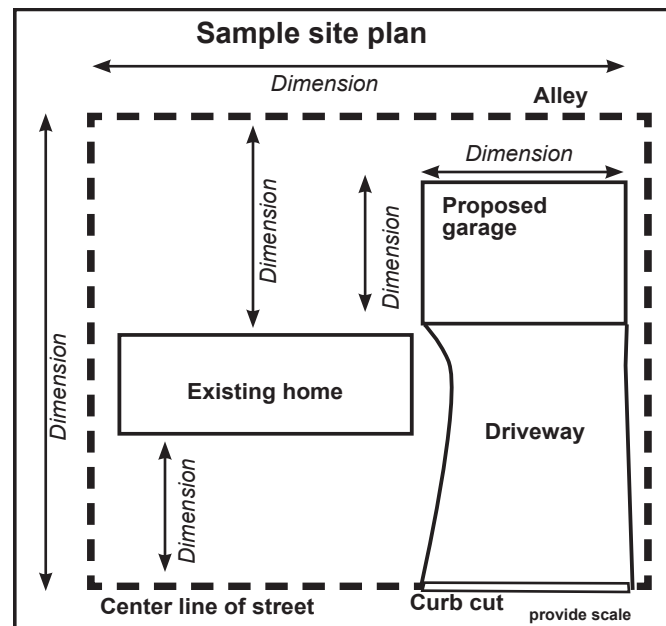 Sample site plan
Dimension
Alley
Dimension
Dimension
Dimension
Proposed
garage
Dimension
Existing home
Driveway
Dimension
Center line of street
Curb cut
provide scale